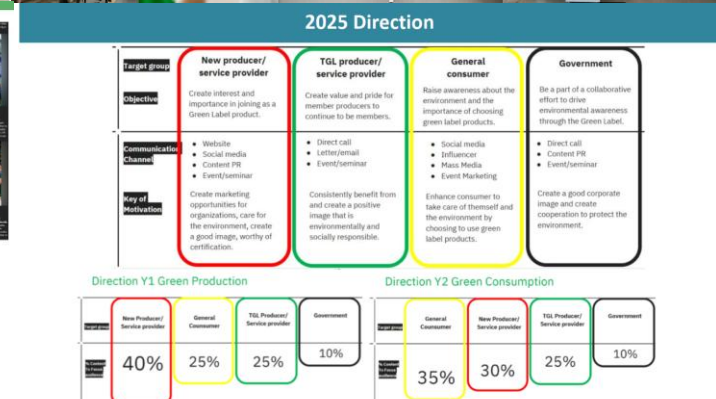 2025 Direction
Target group
New producer/
service provider
TGL producer/
service provider
General
consumer
Government
Objective
Create interest and
importance in joining as a
Green Label product.
Create value and pride for
member producers to
continue to be members.
Raise awareness about the
environment and the
importance of choosing
green label products.
Be a part of a collaborative
effort to drive
environmental awareness
through the Green Label.
Communication
Channel
• Website
• Social media
• Content PR
• Event/seminar
• Direct call
• Letter/email
• Event/seminar
• Social media
• Influencer
• Mass Media
• Event Marketing
• Direct call
• Content PR
• Event/seminar
Key of
Motivation
Create marketing
opportunities for
organizations, care for
the environment, create
a good image, worthy of
certification.
Consistently benefit from
and create a positive
image that is
environmentally and
socially responsible.
Enhance consumer to
take care of themself and
the environment by
choosing to use green
label products.
Create a good corporate
image and create
cooperation to protect the
environment.
Direction Y1 Green Production
Target group
New Producer/
Service provider
General
Counsumer
TGL Producer/
Service provider
Government
40%
25%
25%
10%
Direction Y2 Green Consumption
Target group
General
Counsumer
New Producer/
Service provider
TGL Producer/
Service provider
Government
35%
30%
25%
10%